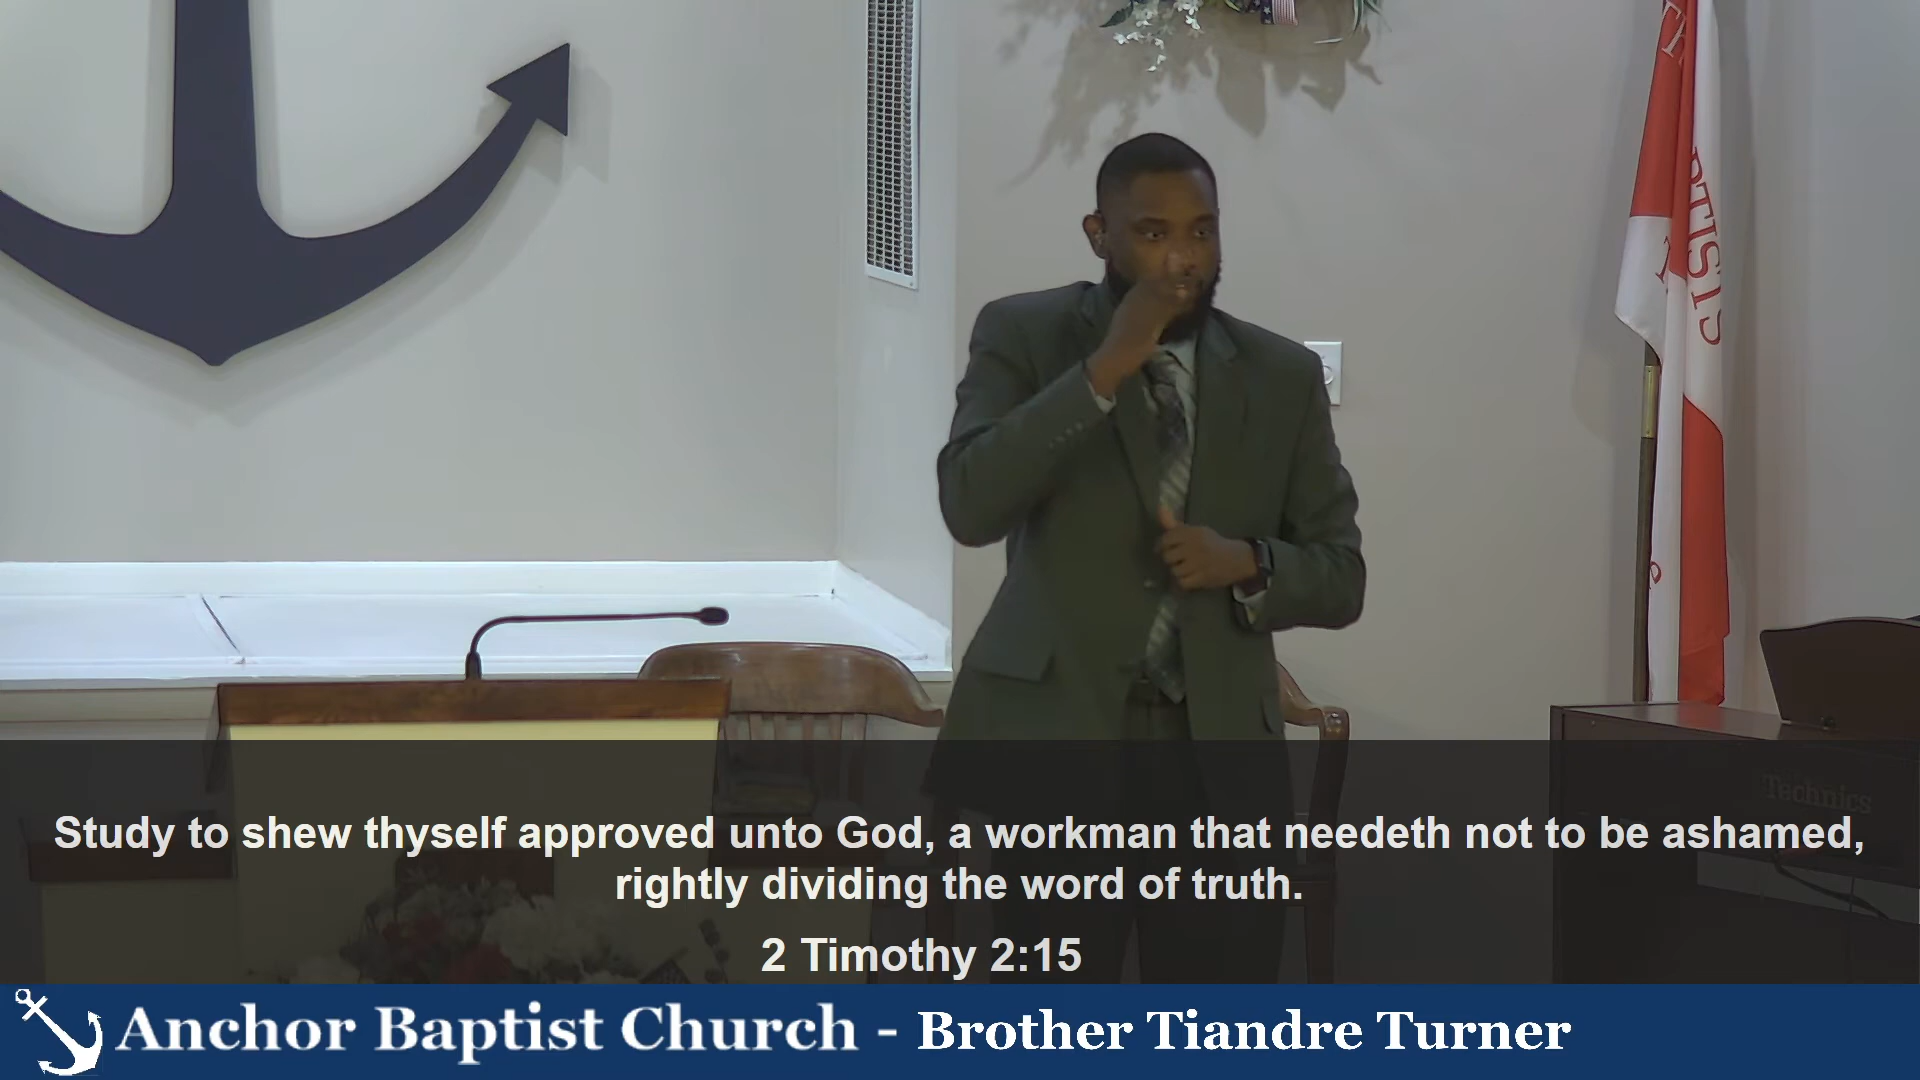 PTISTS
Technics
Study to shew thyself approved unto God, a workman that needeth not to be ashamed,
rightly dividing the word of truth.
2 Timothy 2:15
Anchor Baptist Church - Brother Tiandre Turner